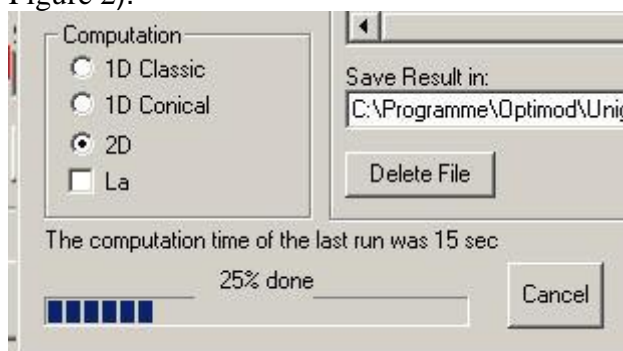 Figure 2).
Computation
1D Classic
1D Conical
2D
La
Save Result in:
C:\Programme\Optimod\Unig
Delete File
The computation time of the last run was 15 sec
25% done
Cancel